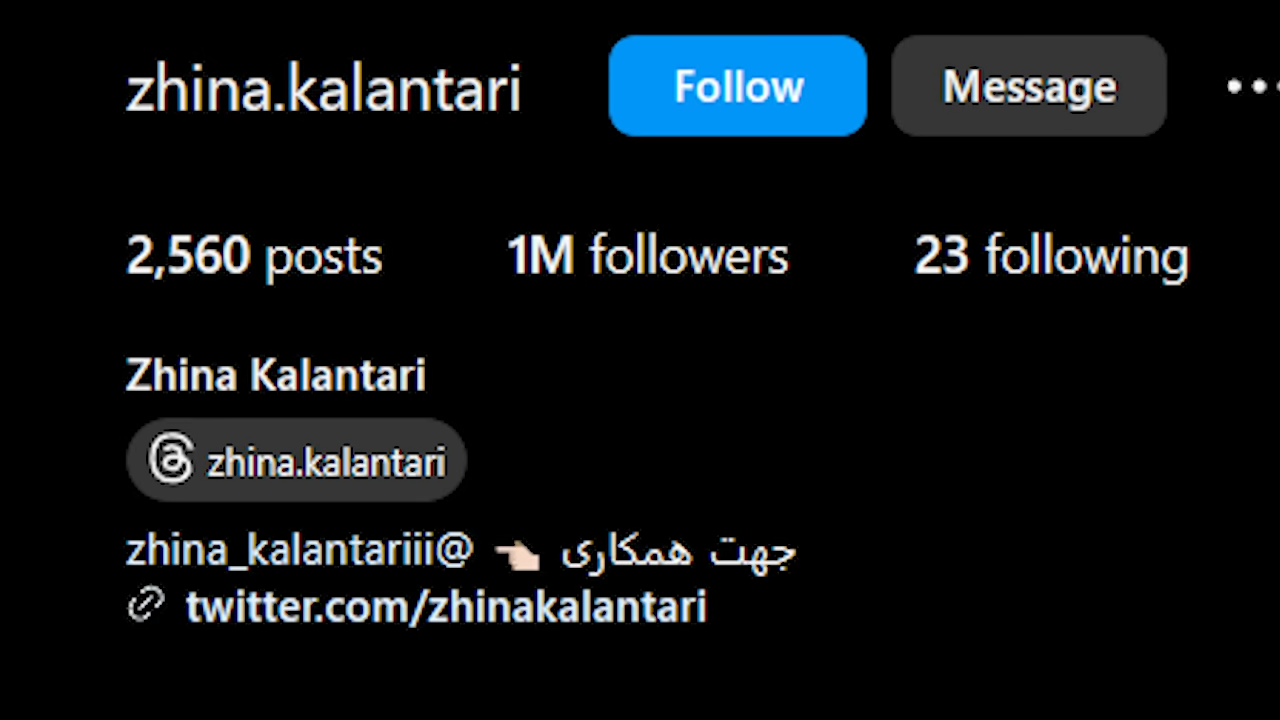 zhina.kalantari Follow Message
2,560 posts 1M followers 23 following
Zhina Kalantari
zhina.kalantari
جهت همکاری 👈🏻 @zhina_kalantariii
twitter.com/zhinakalantari